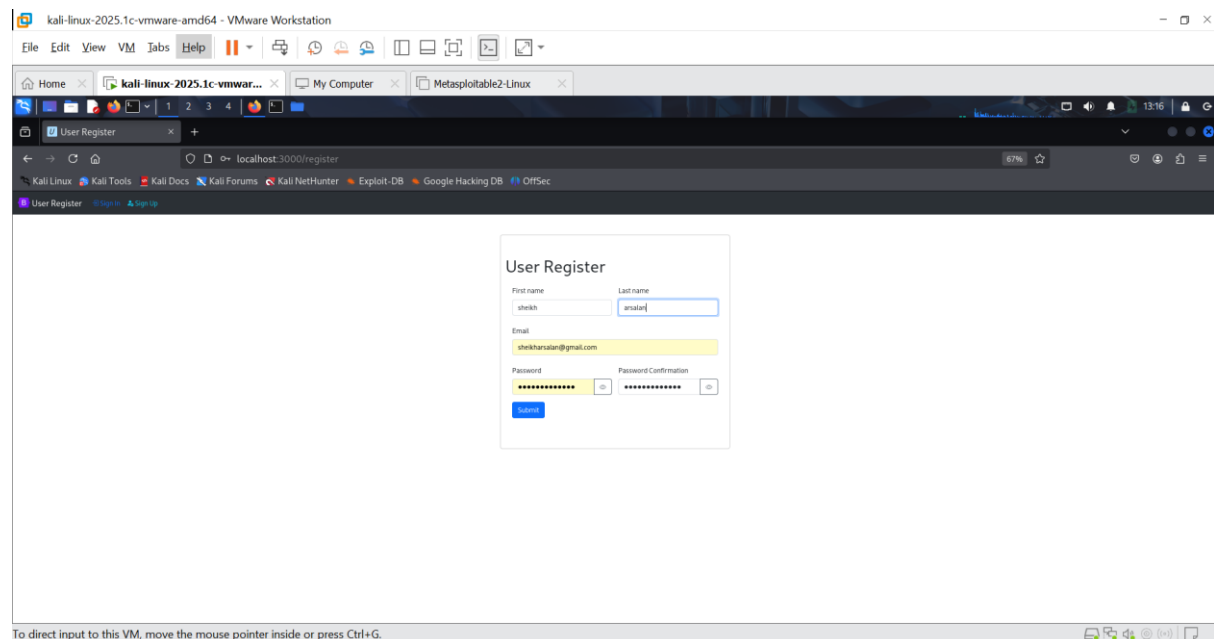 kali-linux-2025.1c-vmware-amd64 - VMware Workstation
File Edit View VM Tabs Help
Home kali-linux-2025.1c-vmwar... My Computer Metasploitable2-Linux
1 2 3 4 13:16
User Register
localhost:3000/register 67%
Kali Linux Kali Tools Kali Docs Kali Forums Kali NetHunter Exploit-DB Google Hacking DB OffSec
B User Register Sign In Sign Up
User Register
First name Last name
sheikh arsalan
Email
sheikharsalan@gmail.com
Password Password Confirmation
Submit
To direct input to this VM, move the mouse pointer inside or press Ctrl+G.